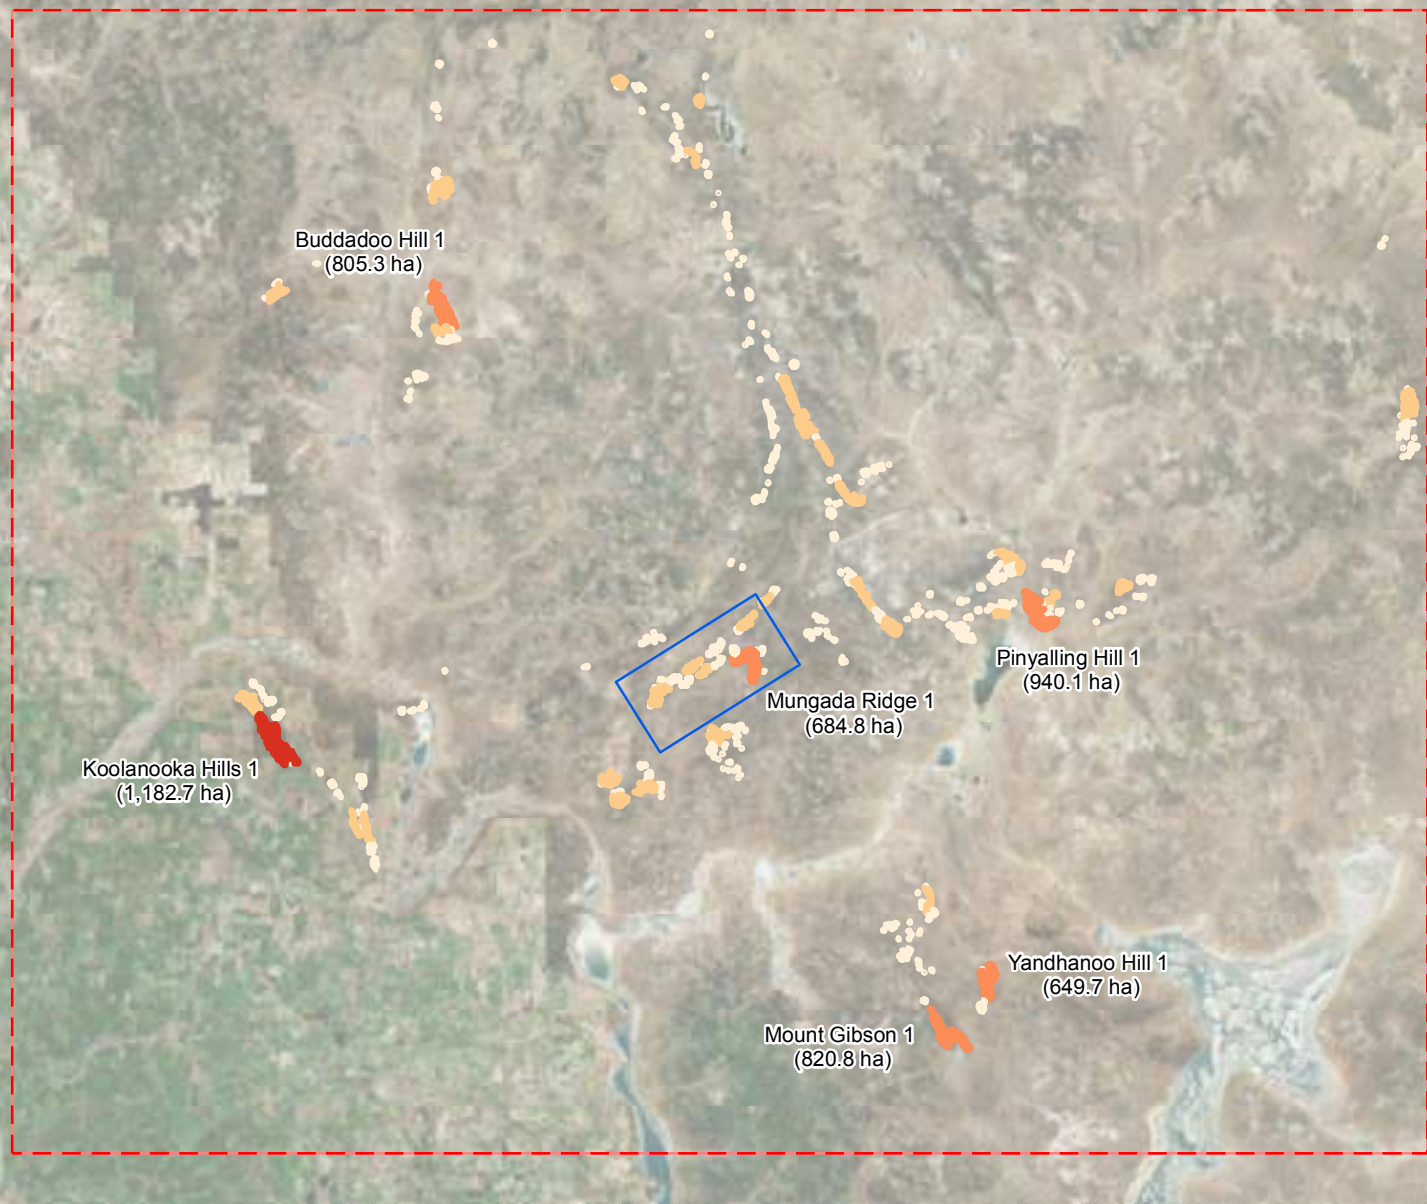 Buddadoo Hill 1
(805.3 ha)
Pinyalling Hill 1
(940.1 ha)
Mungada Ridge 1
(684.8 ha)
Koolanooka Hills 1
(1,182.7 ha)
Yandhanoo Hill 1
(649.7 ha)
Mount Gibson 1
(820.8 ha)